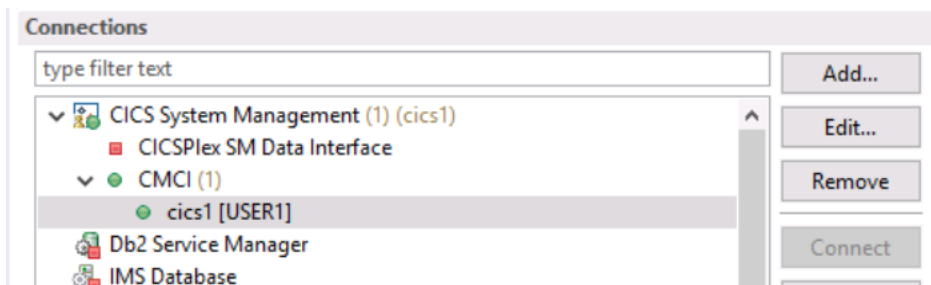 Connections
type filter text
Add...
CICS System Management (1) (cics1)
Edit...
CICSPlex SM Data Interface
CMCI (1)
Remove
cics1 [USER1]
Db2 Service Manager
Connect
IMS Database